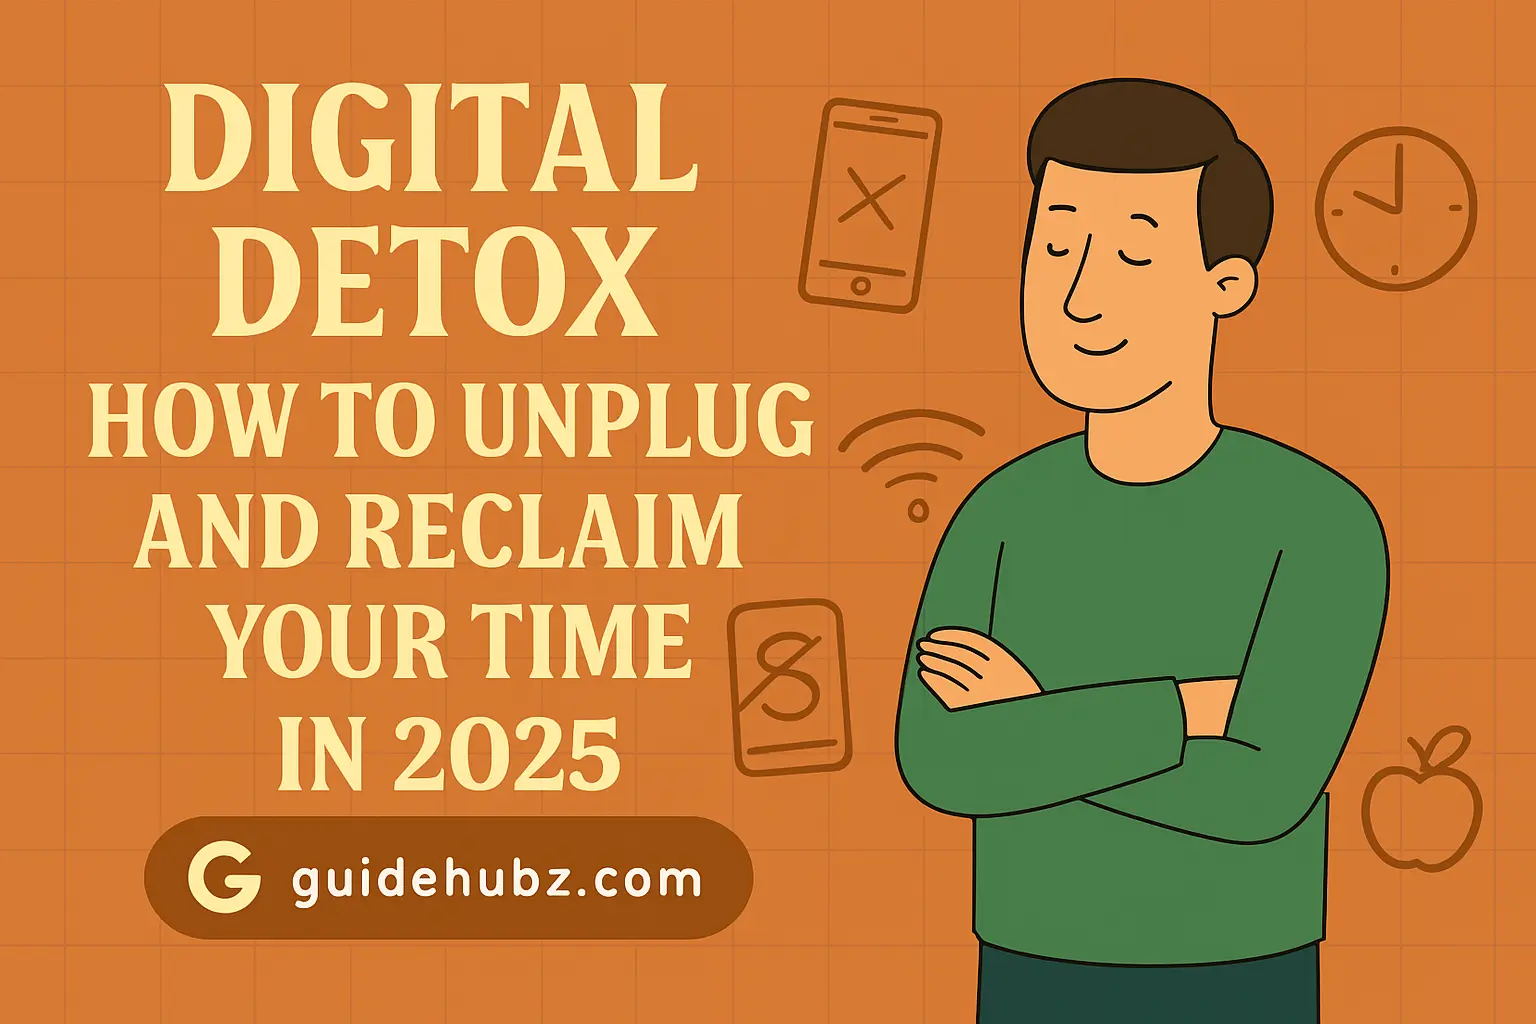 DIGITAL
DETOX
HOW TO UNPLUG
AND RECLAIM
YOUR TIME
IN 2025
G guidehubz.com